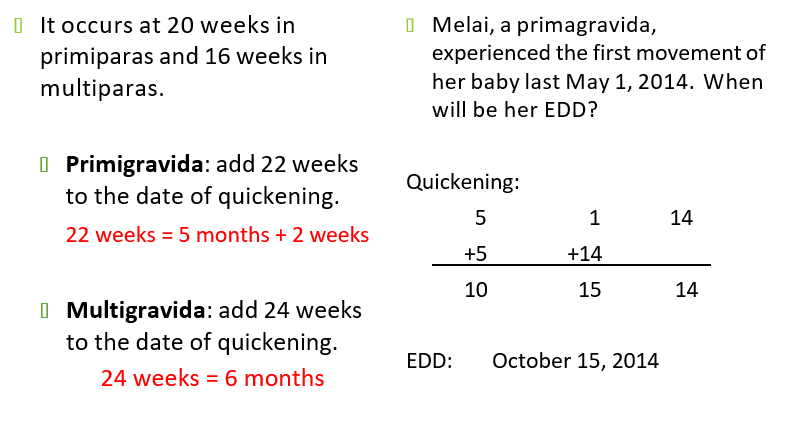 It occurs at 20 weeks in
primiparas and 16 weeks in
multiparas.
Primigravida: add 22 weeks
to the date of quickening.
22 weeks = 5 months + 2 weeks
Multigravida: add 24 weeks
to the date of quickening.
24 weeks = 6 months
Melai, a primagravida,
experienced the first movement of
her baby last May 1, 2014. When
will be her EDD?
Quickening:
5 1 14
+5 +14
10 15 14
EDD: October 15, 2014